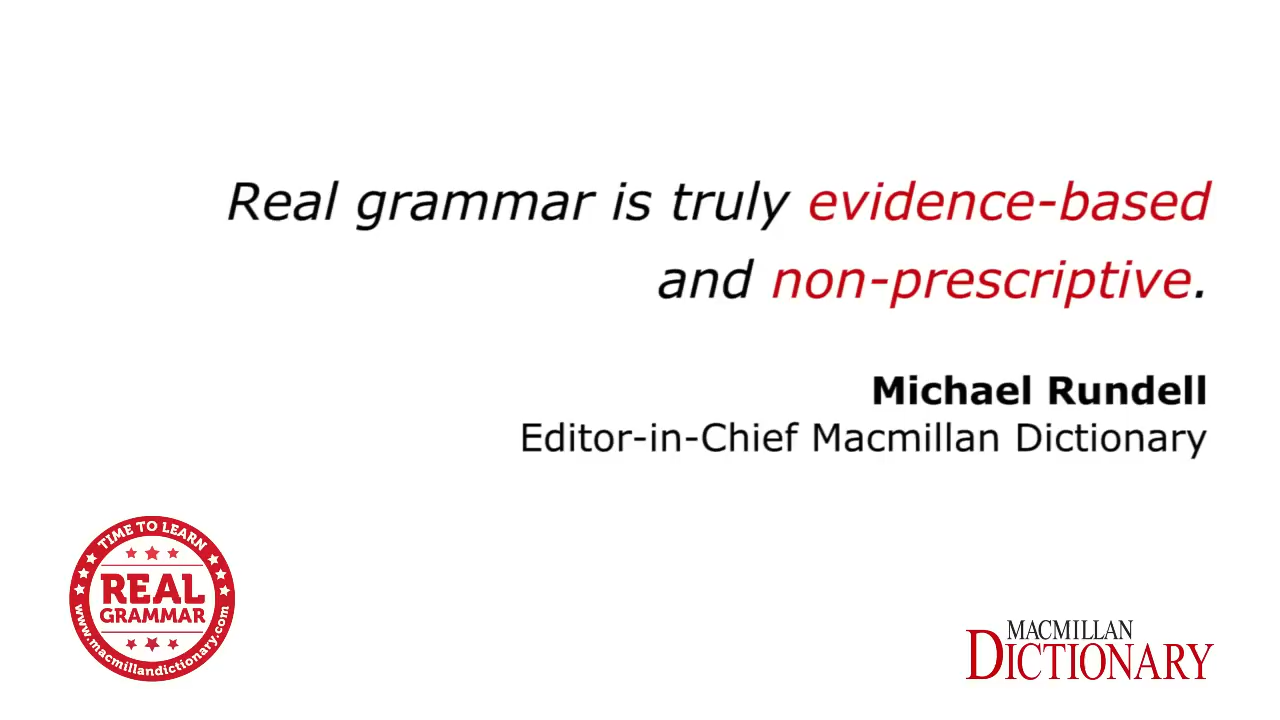 Real grammar is truly evidence-based
and non-prescriptive.
Michael Rundell
Editor-in-Chief Macmillan Dictionary
TIME TO LEARN
REAL
GRAMMAR
www.macmillandictionary.com
MACMILLAN
DICTIONARY